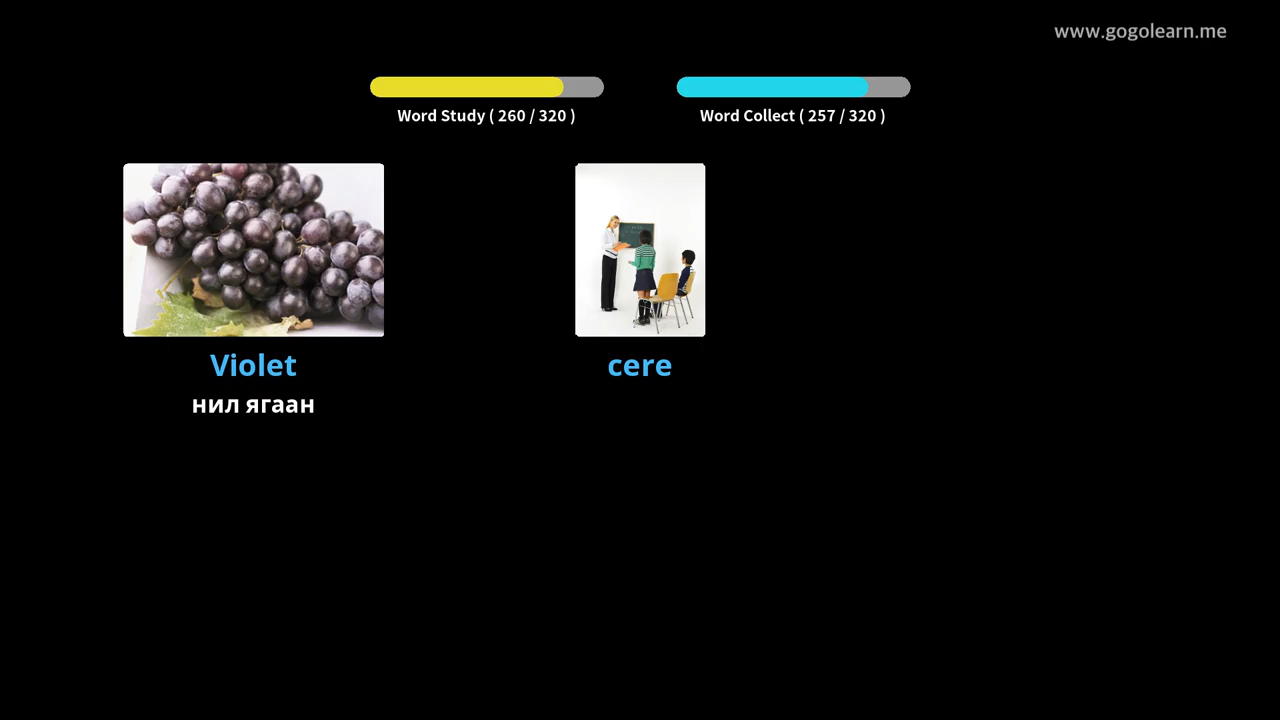 www.gogolearn.me
Word Study ( 260 / 320 )
Word Collect ( 257 / 320 )
Violet
нил ягаан
cere